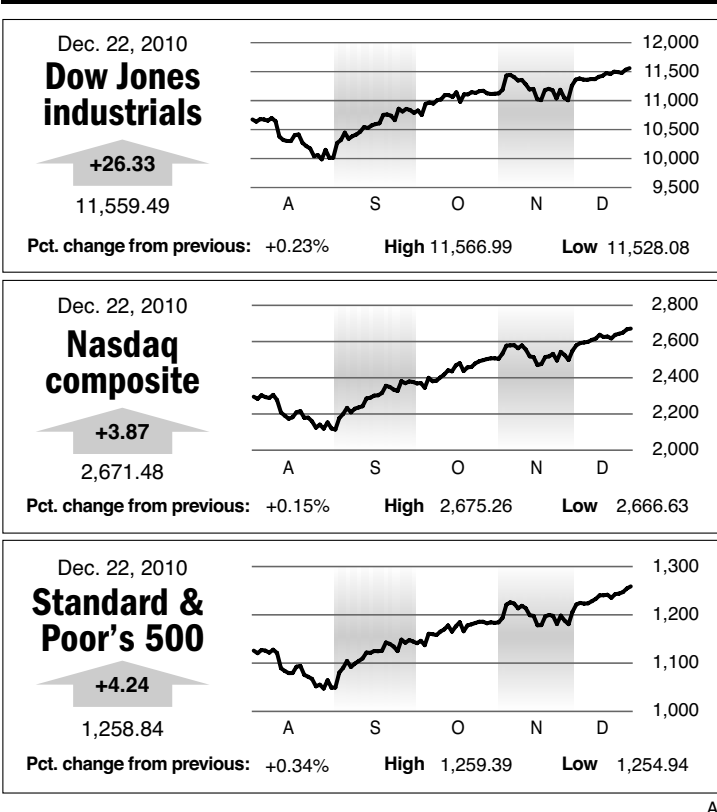 Dec. 22, 2010
Dow Jones
industrials
+26.33
11,559.49
12,000
11,500
11,000
10,500
10,000
9,500
A S O N D
Pct. change from previous: +0.23% High 11,566.99 Low 11,528.08
Dec. 22, 2010
Nasdaq
composite
+3.87
2,671.48
2,800
2,600
2,400
2,200
2,000
A S O N D
Pct. change from previous: +0.15% High 2,675.26 Low 2,666.63
Dec. 22, 2010
Standard &
Poor's 500
+4.24
1,258.84
1,300
1,200
1,100
1,000
A S O N D
Pct. change from previous: +0.34% High 1,259.39 Low 1,254.94
A